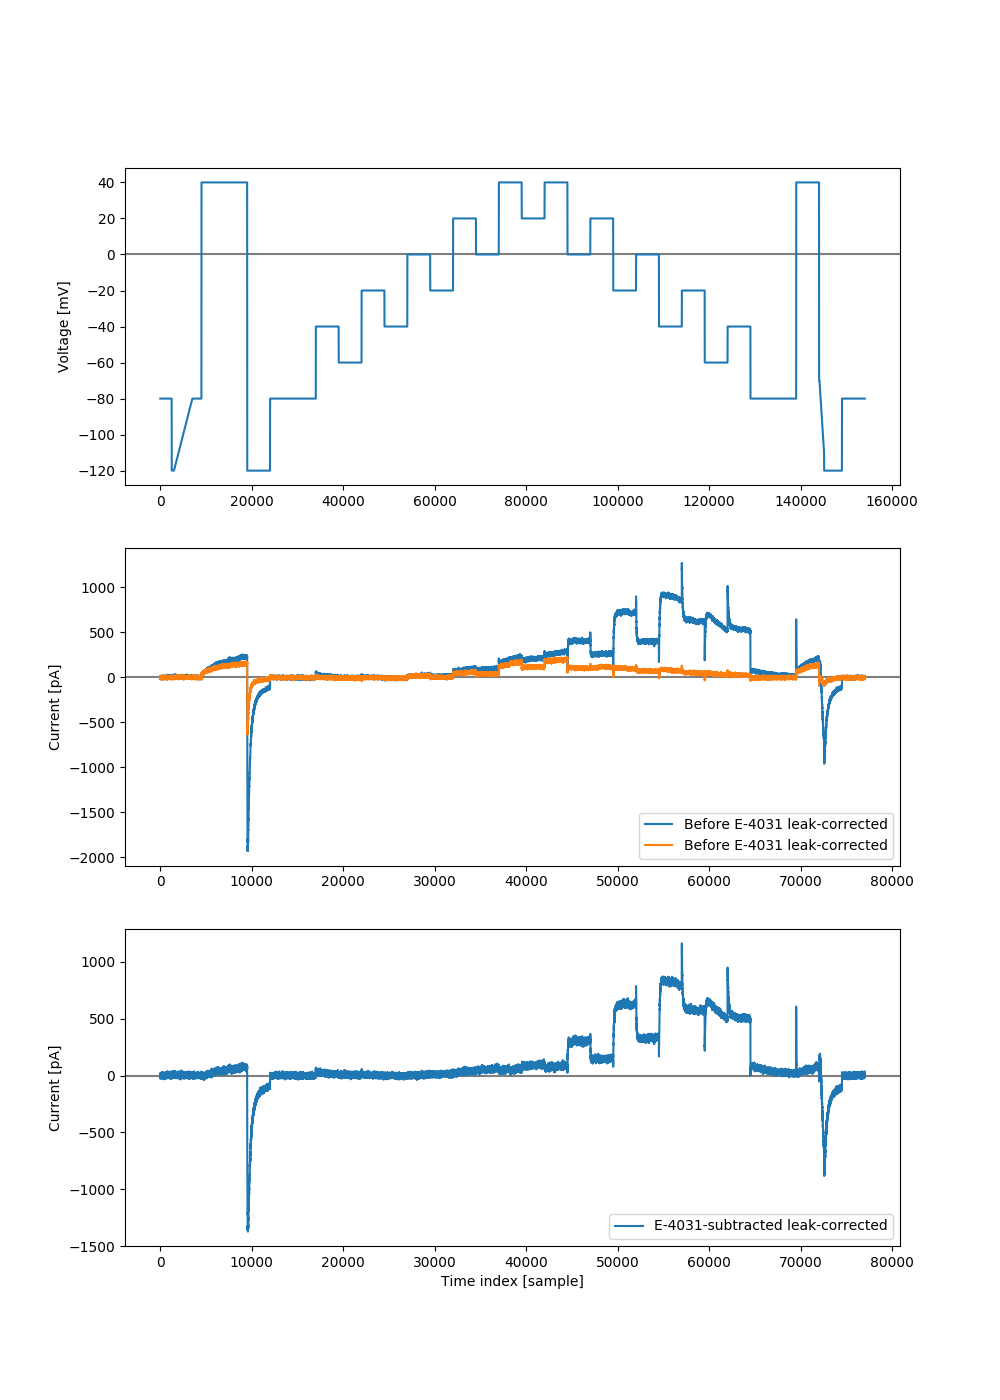 40
20
0
−20
−40
−60
−80
−100
−120
Voltage [mV]
0 20000 40000 60000 80000 100000 120000 140000 160000
1000
500
0
−500
−1000
−1500
−2000
Current [pA]
Before E-4031 leak-corrected
Before E-4031 leak-corrected
0 10000 20000 30000 40000 50000 60000 70000 80000
1000
500
0
−500
−1000
−1500
Current [pA]
E-4031-subtracted leak-corrected
0 10000 20000 30000 40000 50000 60000 70000 80000
Time index [sample]